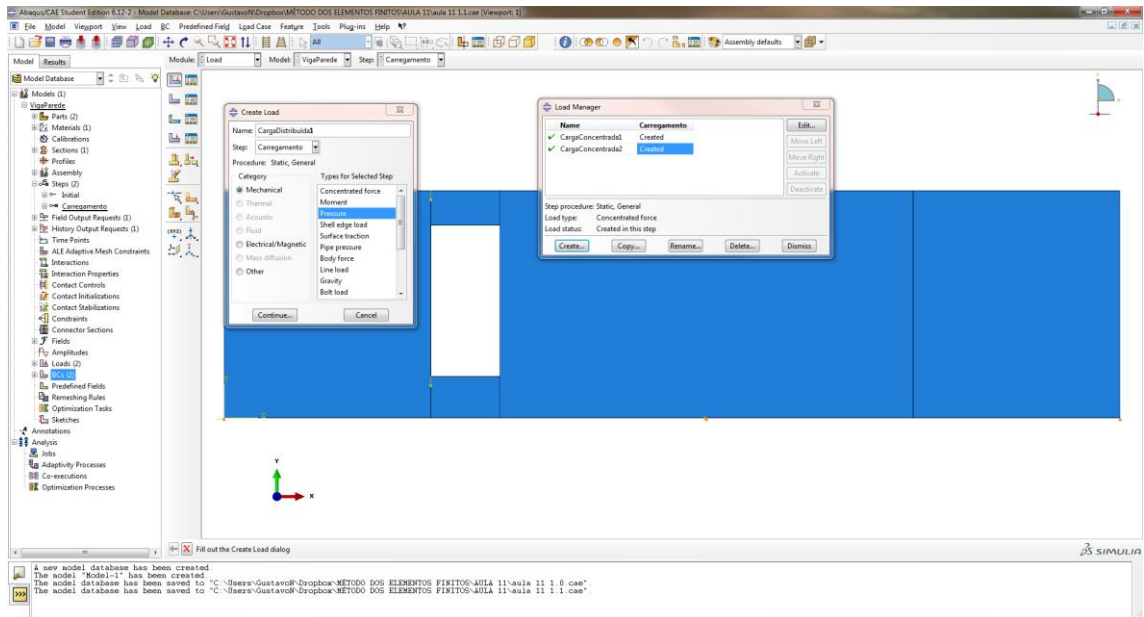 Abaqus/CAE Student Edition 6.12-2 - Model Database: C:\Users\GustavoN\Dropbox\MÉTODO DOS ELEMENTOS FINITOS\AULA 11\aula 11 1.1.cae [Viewport: 1]
File Model Viewport View Load BC Predefined Field Load Case Feature Tools Plug-ins Help
All
Assembly defaults
Model Results
Module: Load Model: VigaParede Step: Carregamento
Model Database
Models (1)
VigaParede
Parts (2)
Materials (1)
Calibrations
Sections (1)
Profiles
Assembly
Steps (2)
Initial
Carregamento
Field Output Requests (1)
History Output Requests (1)
Time Points
ALE Adaptive Mesh Constraints
Interactions
Interaction Properties
Contact Controls
Contact Initializations
Contact Stabilizations
Constraints
Connector Sections
Fields
Amplitudes
Loads (2)
BCs (2)
Predefined Fields
Remeshing Rules
Optimization Tasks
Sketches
Annotations
Analysis
Jobs
Adaptivity Processes
Co-executions
Optimization Processes
Create Load
Name: CargaDistribuida1
Step: Carregamento
Procedure: Static, General
Category Types for Selected Step
Mechanical
Thermal
Acoustic
Fluid
Electrical/Magnetic
Mass diffusion
Other
Concentrated force
Moment
Pressure
Shell edge load
Surface traction
Pipe pressure
Body force
Line load
Gravity
Bolt load
Continue... Cancel
Load Manager
Name Carregamento
CargaConcentrada1 Created
CargaConcentrada2 Created
Edit...
Move Left
Move Right
Activate
Deactivate
Step procedure: Static, General
Load type: Concentrated force
Load status: Created in this step
Create... Copy... Rename... Delete... Dismiss
Y
X
Fill out the Create Load dialog
SIMULIA
A new model database has been created.
The model "Model-1" has been created.
The model database has been saved to "C:\Users\GustavoN\Dropbox\MÉTODO DOS ELEMENTOS FINITOS\AULA 11\aula 11 1.0.cae".
The model database has been saved to "C:\Users\GustavoN\Dropbox\MÉTODO DOS ELEMENTOS FINITOS\AULA 11\aula 11 1.1.cae".